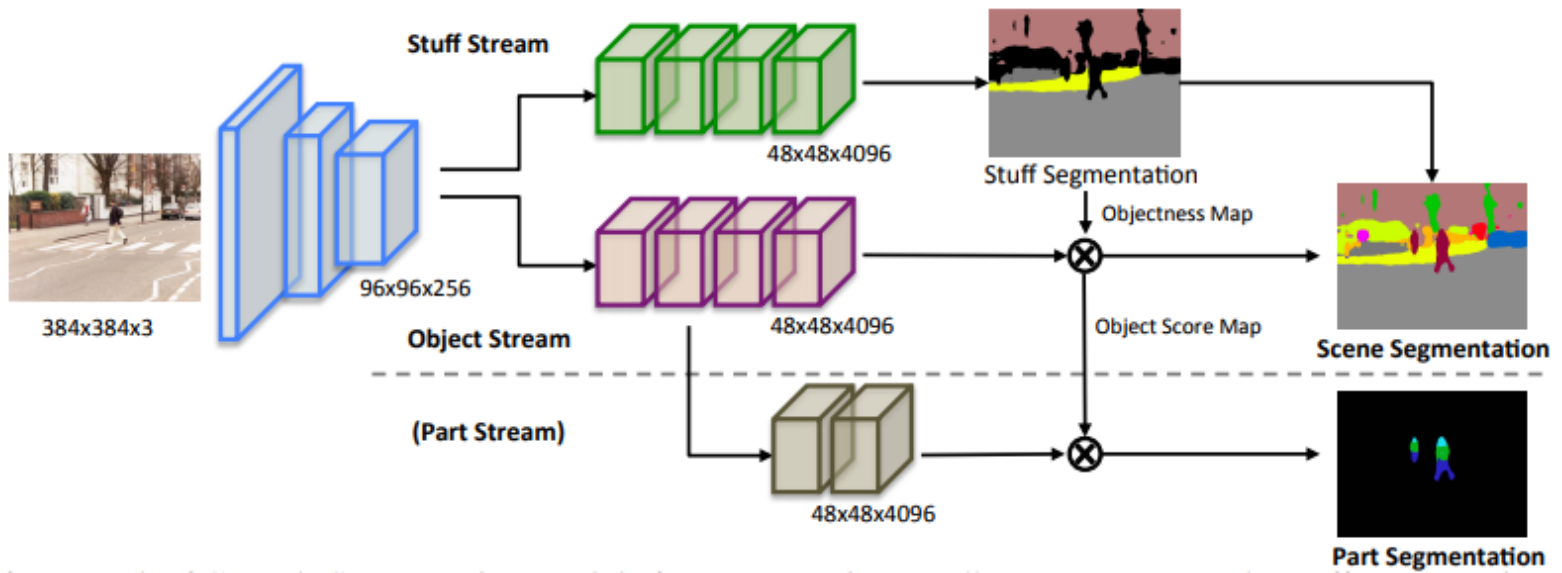 Stuff Stream
48x48x4096
Stuff Segmentation
Objectness Map
96x96x256
384x384x3
48x48x4096
Object Stream
Object Score Map
Scene Segmentation
(Part Stream)
48x48x4096
Part Segmentation